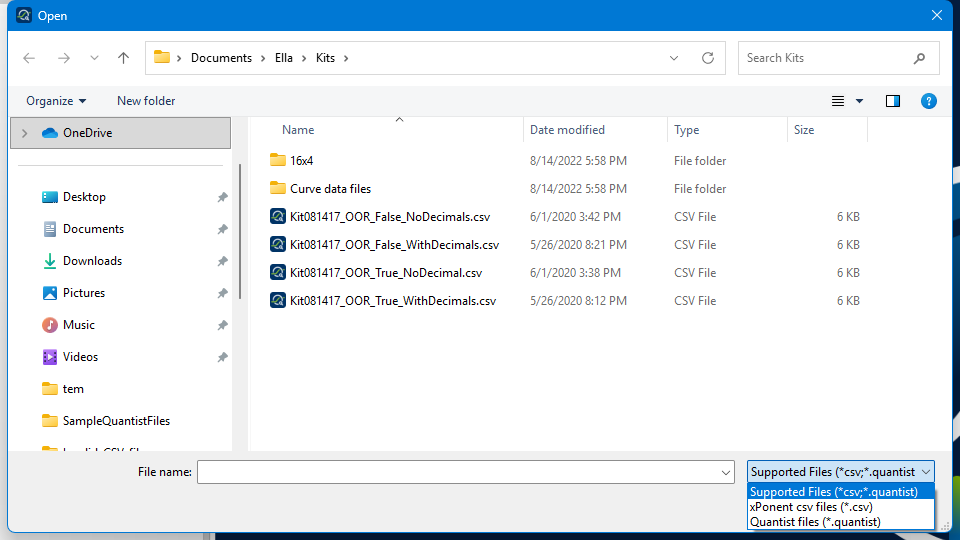 Open
Documents
Ella
Kits
Search Kits
Organize
New folder
?
OneDrive
Desktop
Documents
Downloads
Pictures
Music
Videos
tem
SampleQuantistFiles
Name Date modified Type Size
16x4 8/14/2022 5:58 PM File folder
Curve data files 8/14/2022 5:58 PM File folder
Kit081417_OOR_False_NoDecimals.csv 6/1/2020 3:42 PM CSV File 6 KB
Kit081417_OOR_False_WithDecimals.csv 5/26/2020 8:21 PM CSV File 6 KB
Kit081417_OOR_True_NoDecimal.csv 6/1/2020 3:38 PM CSV File 6 KB
Kit081417_OOR_True_WithDecimals.csv 5/26/2020 8:12 PM CSV File 6 KB
File name:
Supported Files (*csv;*.quantist
Supported Files (*csv;*.quantist)
xPonent csv files (*.csv)
Quantist files (*.quantist)